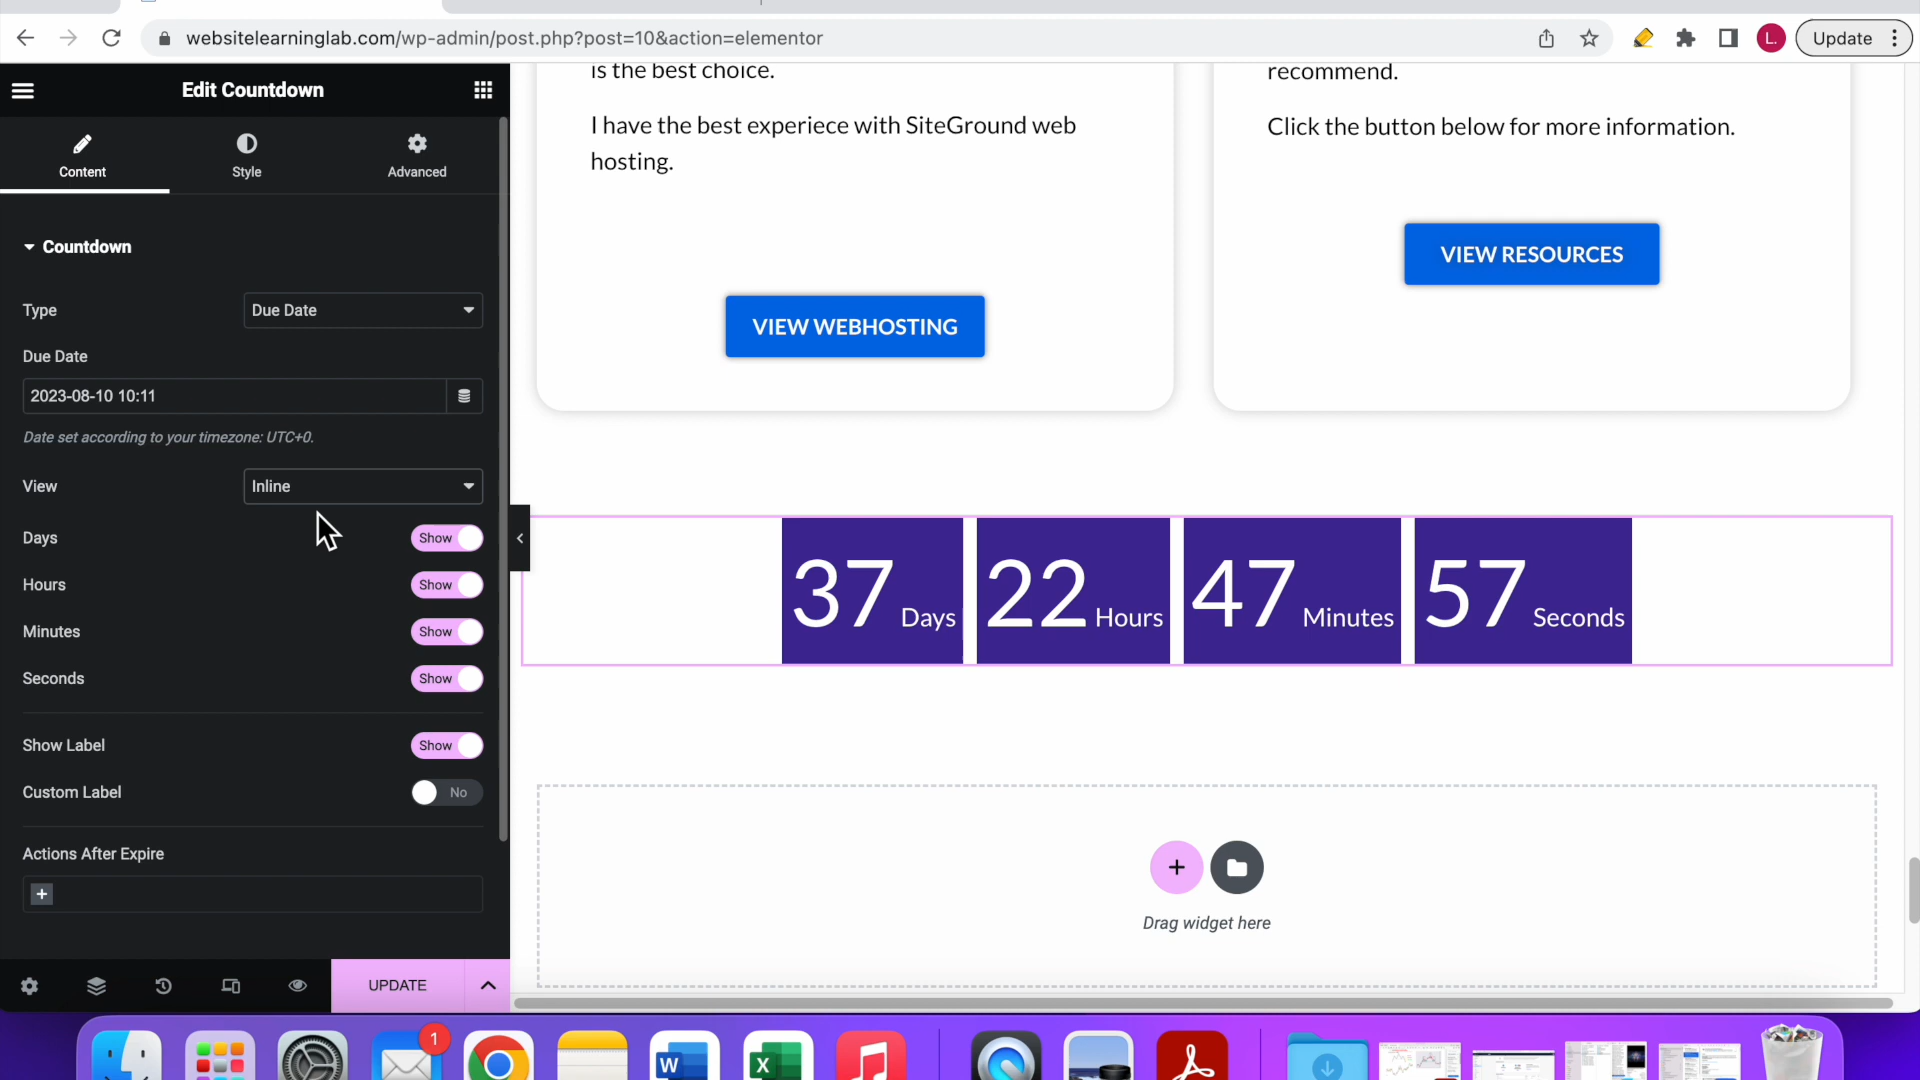 websitelearninglab.com/wp-admin/post.php?post=10&action=elementor
L.
Update
Edit Countdown
Content
Style
Advanced
Countdown
Type
Due Date
Due Date
2023-08-10 10:11
Date set according to your timezone: UTC+0.
View
Inline
Days
Show
Hours
Show
Minutes
Show
Seconds
Show
Show Label
Show
Custom Label
No
Actions After Expire
UPDATE
is the best choice.
I have the best experiece with SiteGround web
hosting.
VIEW WEBHOSTING
recommend.
Click the button below for more information.
VIEW RESOURCES
37 Days
22 Hours
47 Minutes
57 Seconds
Drag widget here
1
W
X